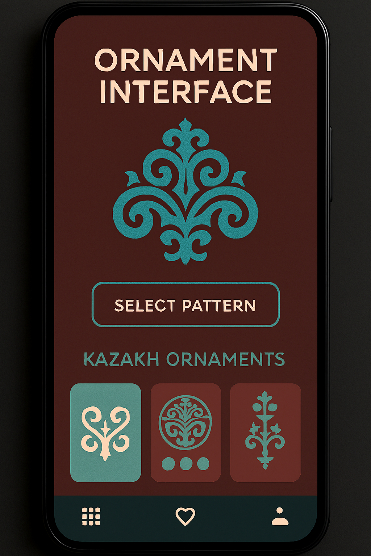 ORNAMENT
INTERFACE
SELECT PATTERN
KAZAKH ORNAMENTS